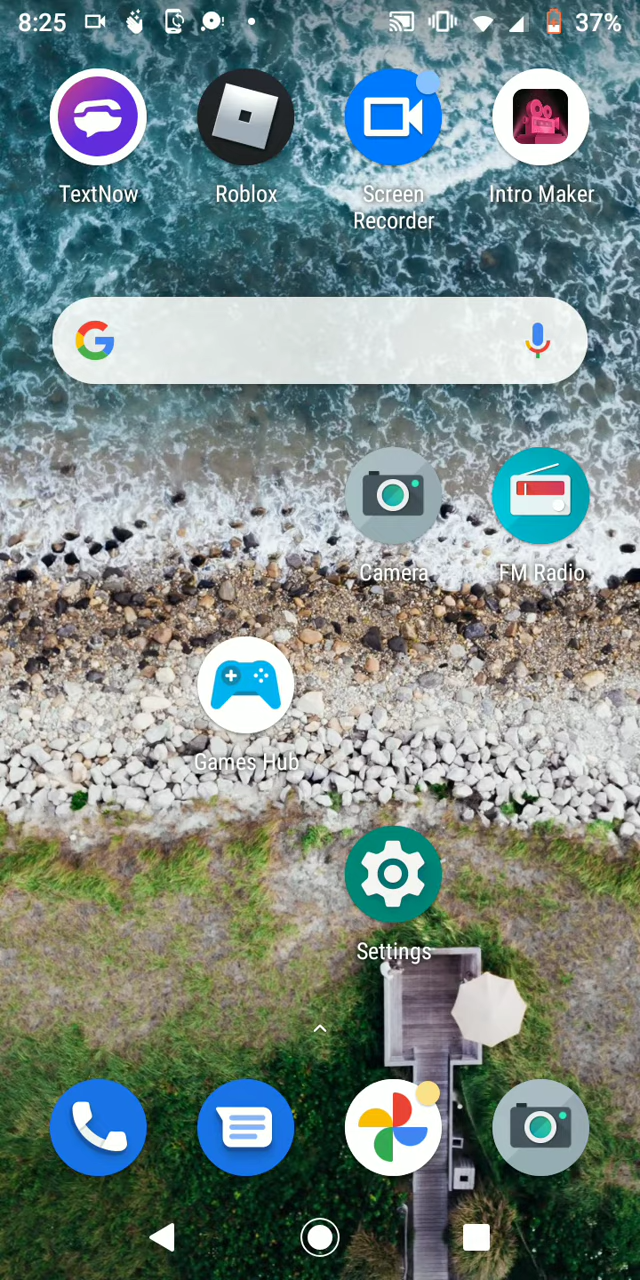 8:25
37%
TextNow
Roblox
Screen
Recorder
Intro Maker
Camera
FM Radio
Games Hub
Settings